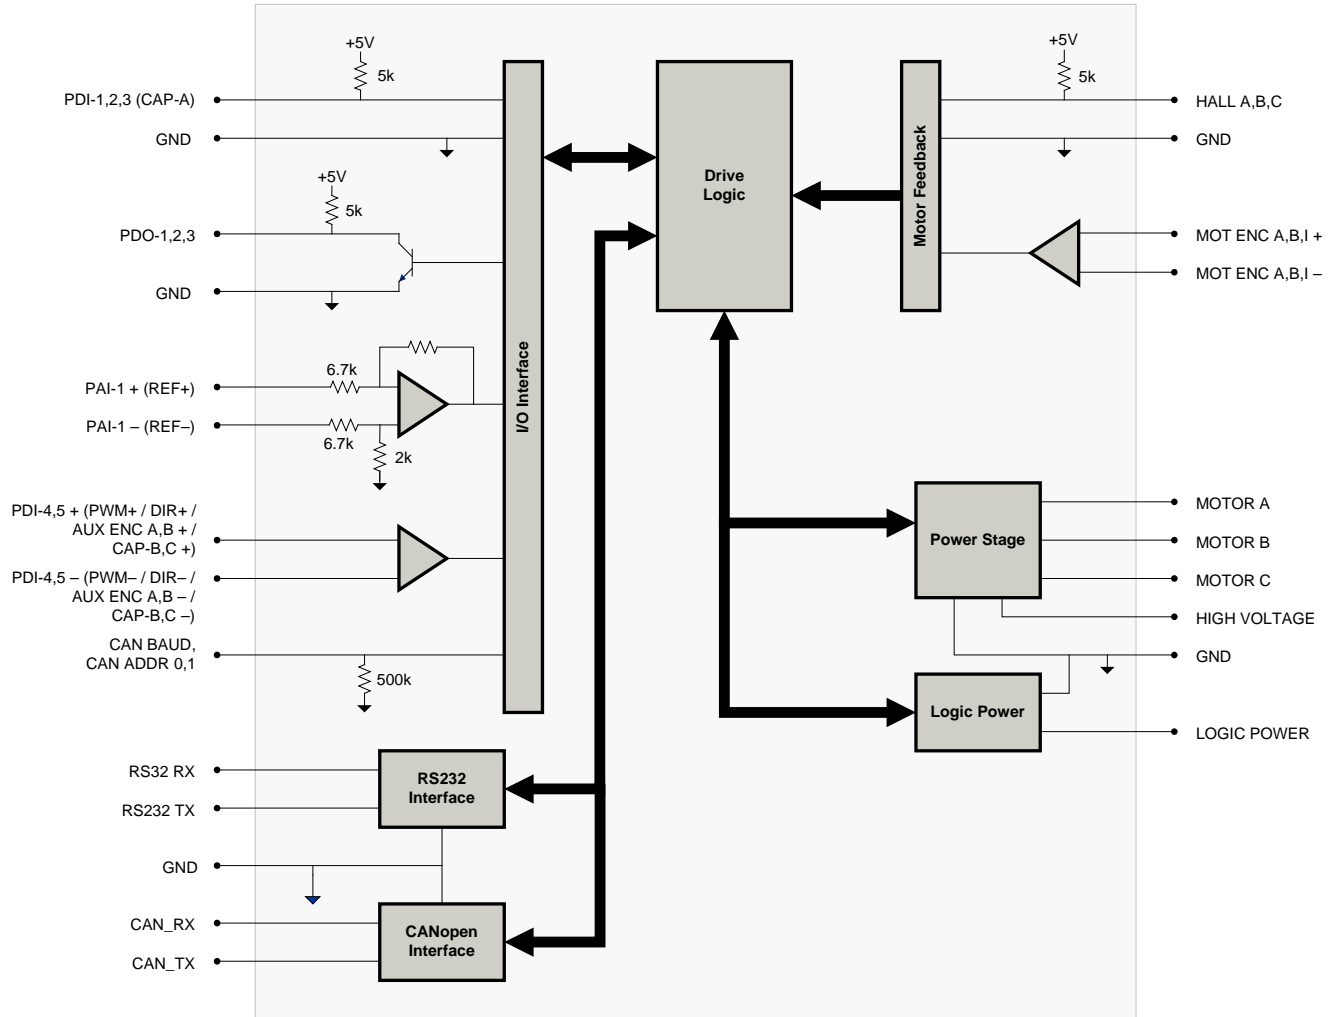 +5V
5k
PDI-1,2,3 (CAP-A)
GND
+5V
5k
PDO-1,2,3
GND
6.7k
PAI-1 + (REF+)
PAI-1 – (REF–)
6.7k
2k
PDI-4,5 + (PWM+ / DIR+ /
AUX ENC A,B + /
CAP-B,C +)
PDI-4,5 – (PWM– / DIR– /
AUX ENC A,B – /
CAP-B,C –)
CAN BAUD,
CAN ADDR 0,1
500k
I/O Interface
RS32 RX
RS232 TX
RS232
Interface
GND
CAN_RX
CAN_TX
CANopen
Interface
Drive
Logic
Motor Feedback
+5V
5k
HALL A,B,C
GND
MOT ENC A,B,I +
MOT ENC A,B,I –
Power Stage
MOTOR A
MOTOR B
MOTOR C
HIGH VOLTAGE
GND
Logic Power
LOGIC POWER